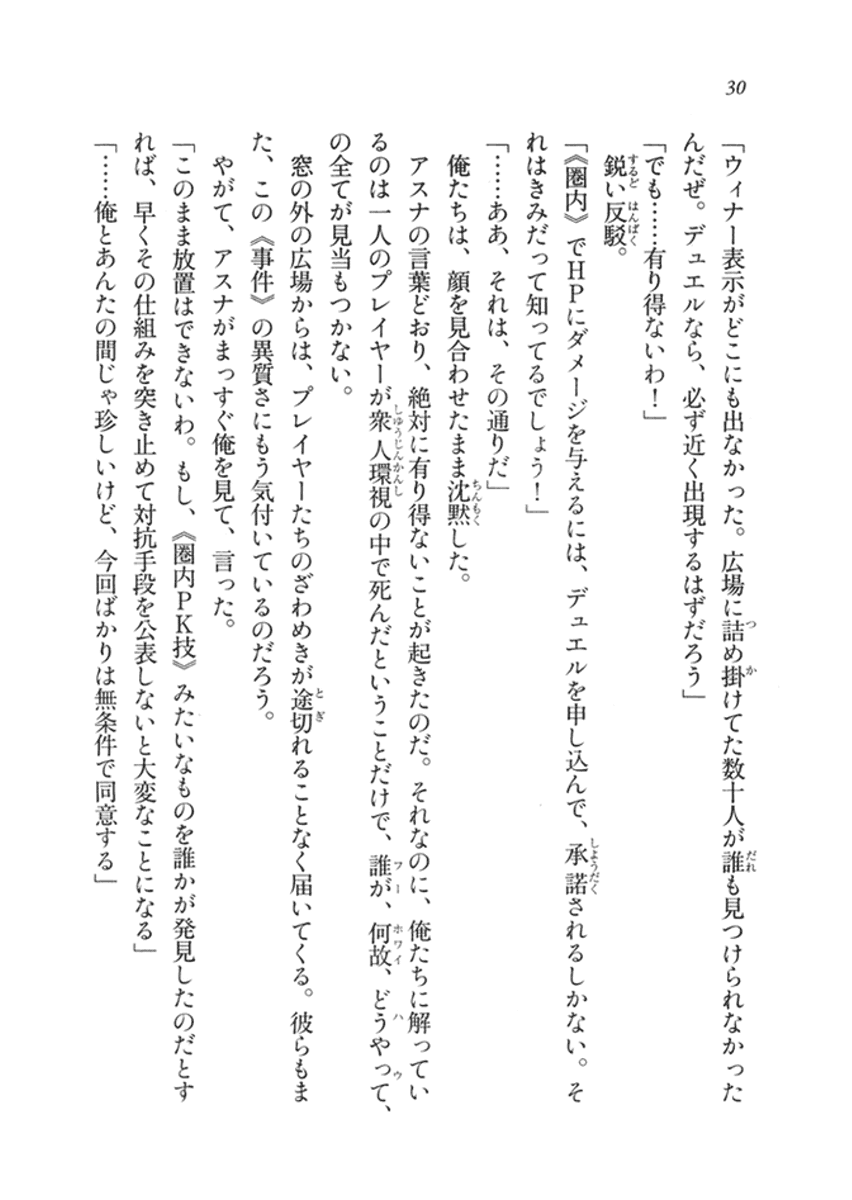 30
「ウィナー表示がどこにも出なかった。広場に詰め掛けてた数十人が誰も見つけられなかった
んだぜ。デュエルなら、必ず近く出現するはずだろう」
「でも……有り得ないわ！」
鋭い反駁。
「《圏内》でHPにダメージを与えるには、デュエルを申し込んで、承諾されるしかない。そ
れはきみだって知ってるでしょう！」
「……ああ、それは、その通りだ」
俺たちは、顔を見合わせたまま沈黙した。
アスナの言葉どおり、絶対に有り得ないことが起きたのだ。それなのに、俺たちに解ってい
るのは一人のプレイヤーが衆人環視の中で死んだということだけで、誰が、何故、どうやって、
の全てが見当もつかない。
窓の外の広場からは、プレイヤーたちのざわめきが途切れることなく届いてくる。彼らもま
た、この《事件》の異質さにもう気付いているのだろう。
やがて、アスナがまっすぐ俺を見て、言った。
「このまま放置はできないわ。もし、《圏内PK技》みたいなものを誰かが発見したのだとす
れば、早くその仕組みを突き止めて対抗手段を公表しないと大変なことになる」
「……俺とあんたの間じゃ珍しいけど、今回ばかりは無条件で同意する」